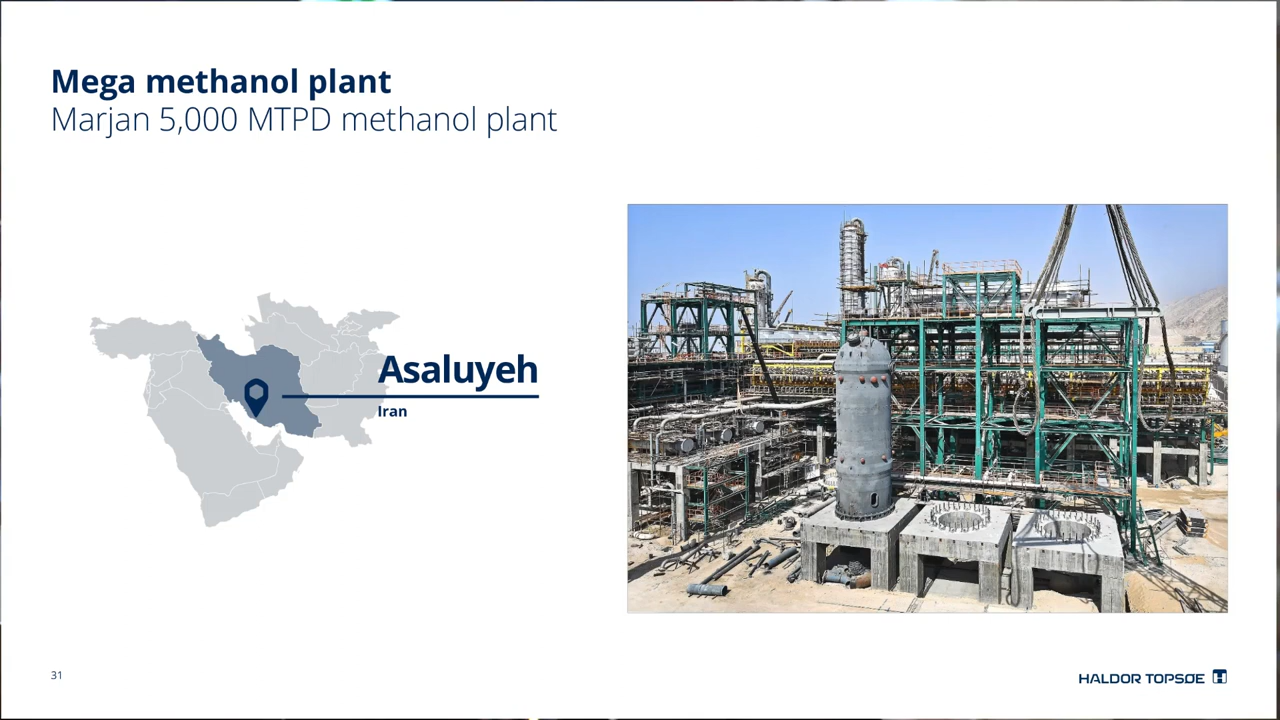 Mega methanol plant
Marjan 5,000 MTPD methanol plant
Asaluyeh
Iran
31
HALDOR TOPSØE